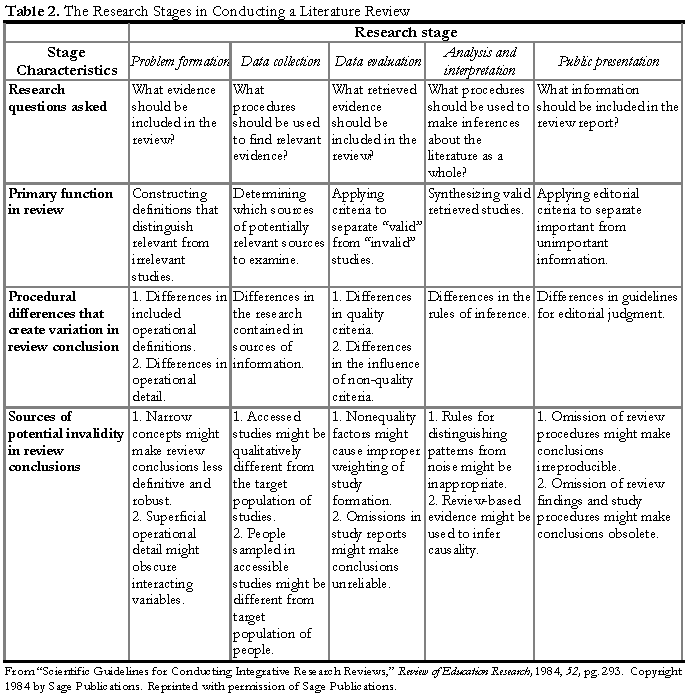 Table 2. The Research Stages in Conducting a Literature Review
Research stage
Stage
Characteristics
Problem formation
Data collection
Data evaluation
Analysis and
interpretation
Public presentation
Research
questions asked
What evidence
should be
included in the
review?
What
procedures
should be used
to find relevant
evidence?
What retrieved
evidence
should be
included in the
review?
What procedures
should be used to
make inferences
about the
literature as a
whole?
What information
should be included in the
review report?
Primary function
in review
Constructing
definitions that
distinguish
relevant from
irrelevant
studies.
Determining
which sources
of potentially
relevant sources
to examine.
Applying
criteria to
separate “valid”
from “invalid”
studies.
Synthesizing valid
retrieved studies.
Applying editorial
criteria to separate
important from
unimportant
information.
Procedural
differences that
create variation in
review conclusion
1. Differences in
included
operational
definitions.
2. Differences in
operational
detail.
Differences in
the research
contained in
sources of
information.
1. Differences
in quality
criteria.
2. Differences
in the influence
of non-quality
criteria.
Differences in the
rules of inference.
Differences in guidelines
for editorial judgment.
Sources of
potential invalidity
in review
conclusions
1. Narrow
concepts might
make review
conclusions less
definitive and
robust.
2. Superficial
operational
detail might
obscure
interacting
variables.
1. Accessed
studies might be
qualitatively
different from
the target
population of
studies.
2. People
sampled in
accessible
studies might be
different from
target
population of
people.
1. Nonequality
factors might
cause improper
weighting of
study
formation.
2. Omissions in
study reports
might make
conclusions
unreliable.
1. Rules for
distinguishing
patterns from
noise might be
inappropriate.
2. Review-based
evidence might be
used to infer
causality.
1. Omission of review
procedures might make
conclusions
irreproducible.
2. Omission of review
findings and study
procedures might make
conclusions obsolete.
From “Scientific Guidelines for Conducting Integrative Research Reviews,” Review of Education Research, 1984, 52, pg. 293. Copyright
1984 by Sage Publications. Reprinted with permission of Sage Publications.